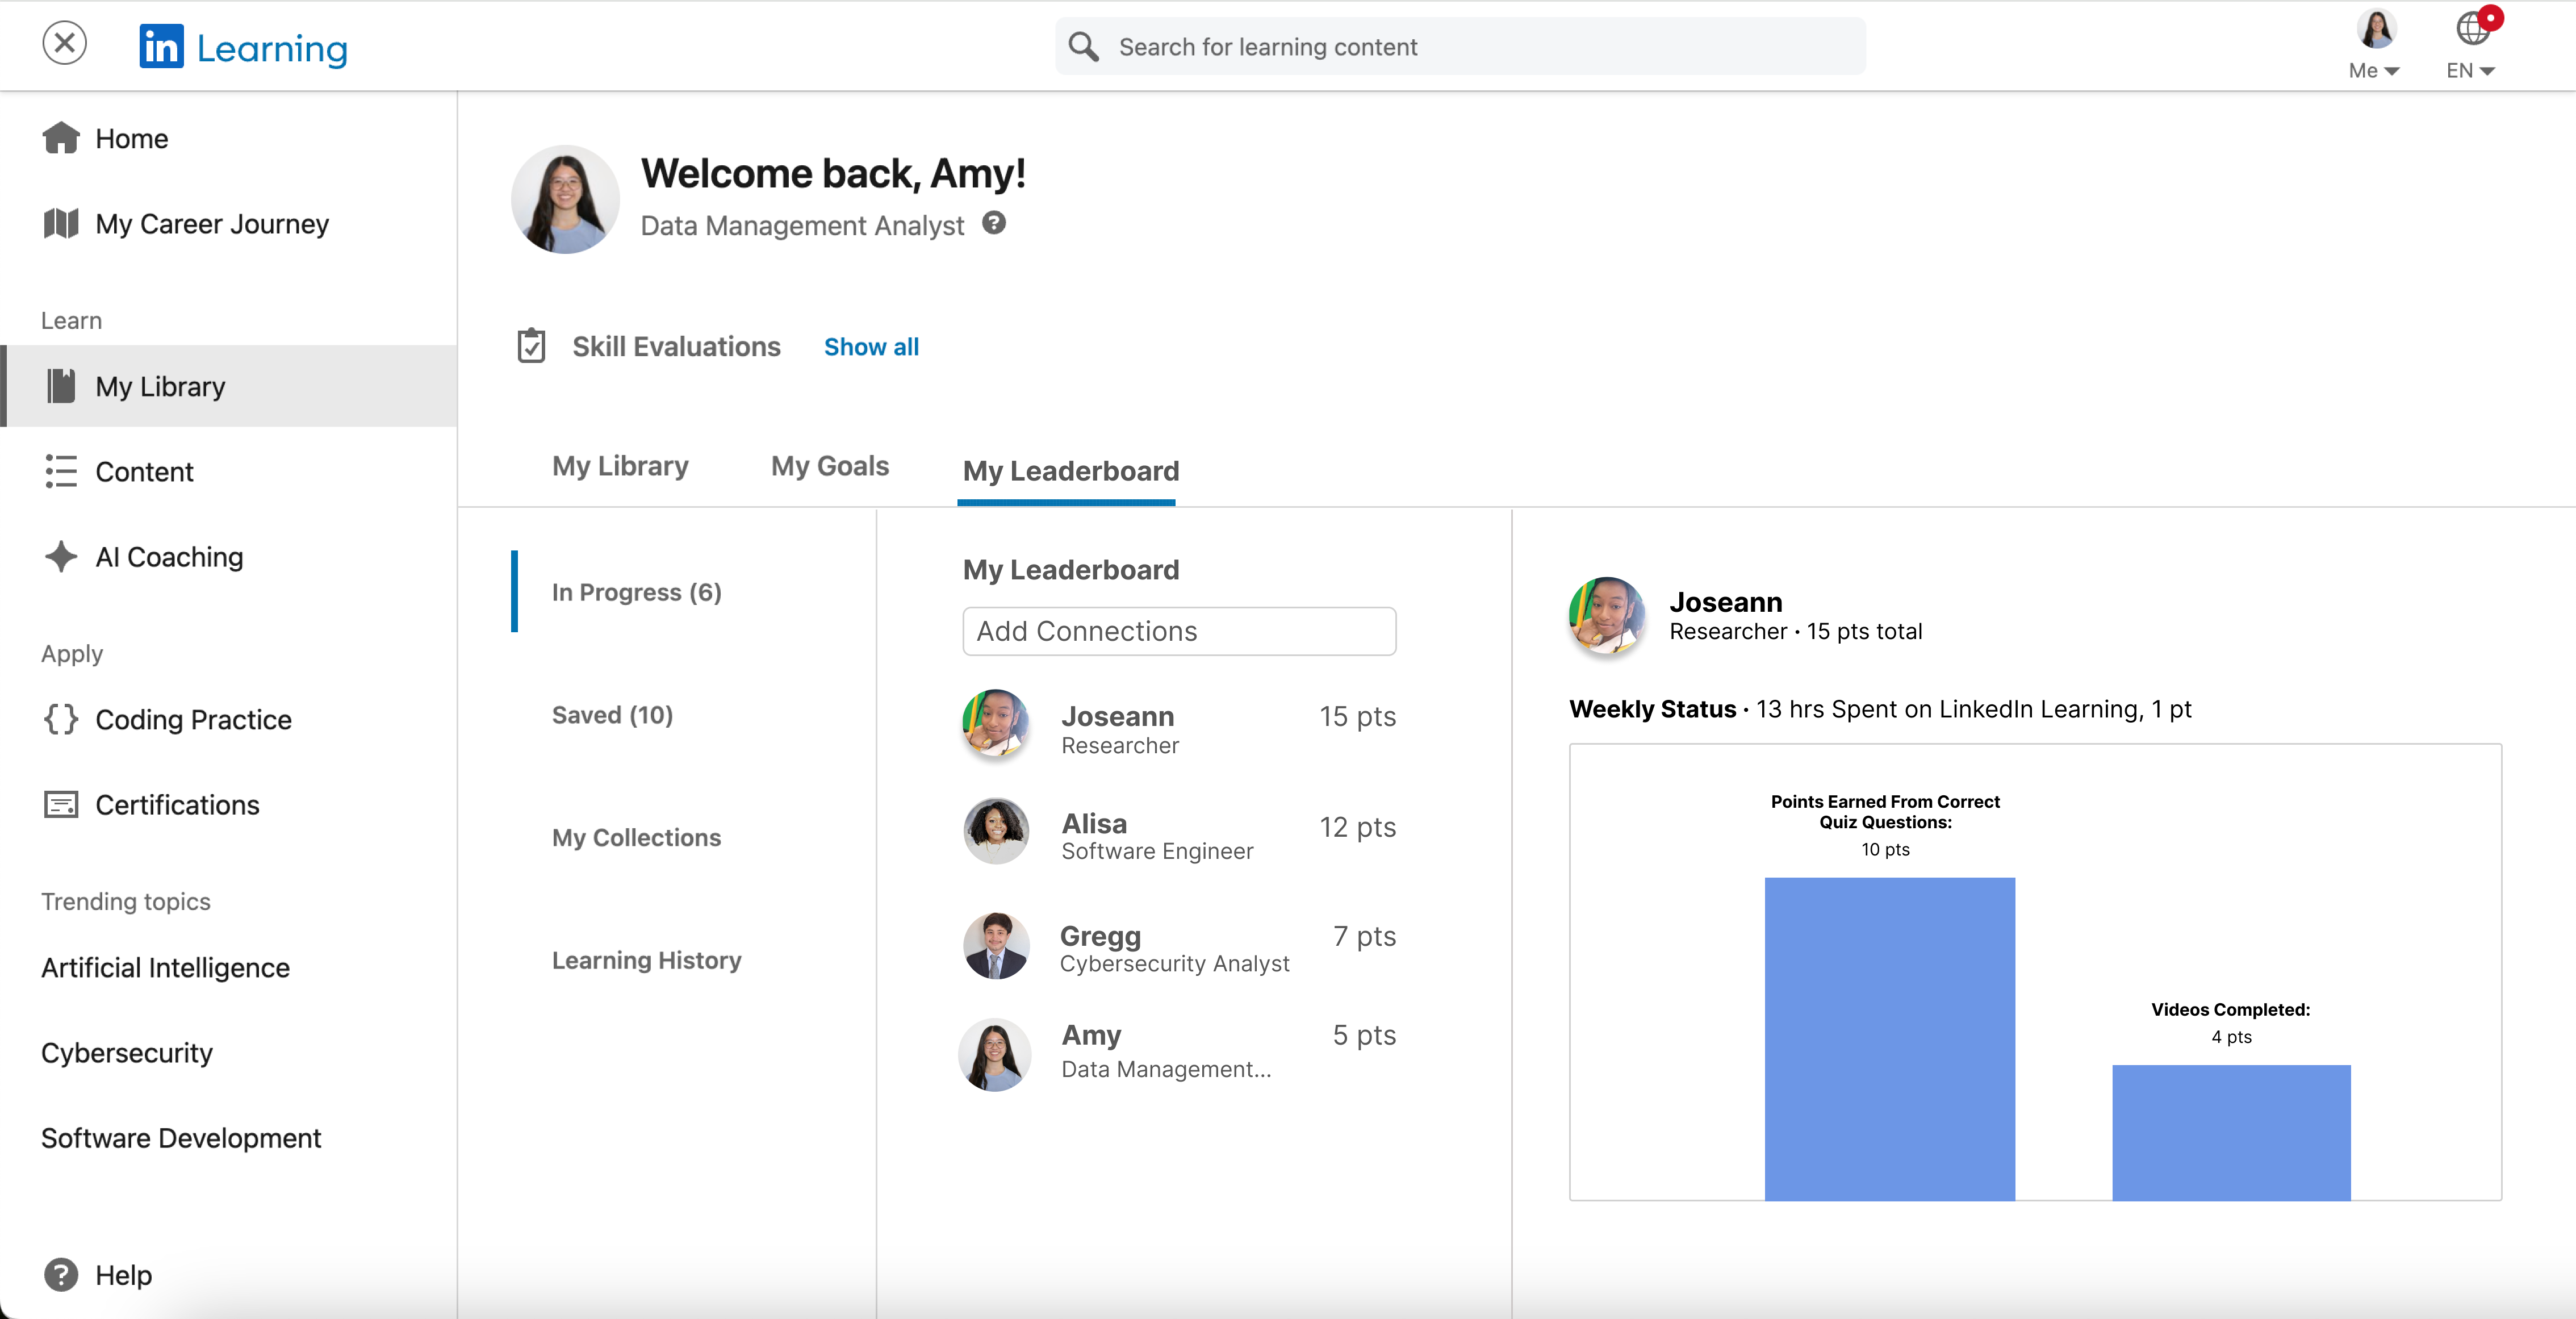 in Learning
Search for learning content
Me
EN
Home
My Career Journey
Learn
My Library
Content
AI Coaching
Apply
Coding Practice
Certifications
Trending topics
Artificial Intelligence
Cybersecurity
Software Development
Help
Welcome back, Amy!
Data Management Analyst
Skill Evaluations Show all
My Library My Goals My Leaderboard
In Progress (6)
Saved (10)
My Collections
Learning History
My Leaderboard
Add Connections
Joseann 15 pts
Researcher
Alisa 12 pts
Software Engineer
Gregg 7 pts
Cybersecurity Analyst
Amy 5 pts
Data Management...
Joseann
Researcher • 15 pts total
Weekly Status • 13 hrs Spent on LinkedIn Learning, 1 pt
Points Earned From Correct
Quiz Questions:
10 pts
Videos Completed:
4 pts